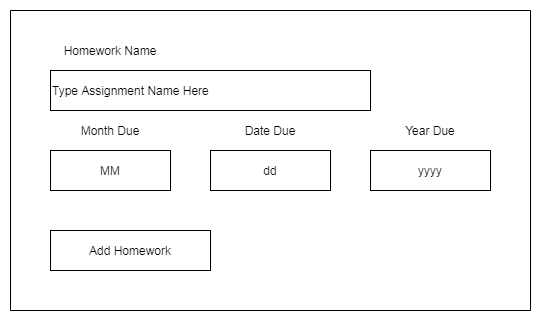 Homework Name
Type Assignment Name Here
Month Due Date Due Year Due
MM dd yyyy
Add Homework